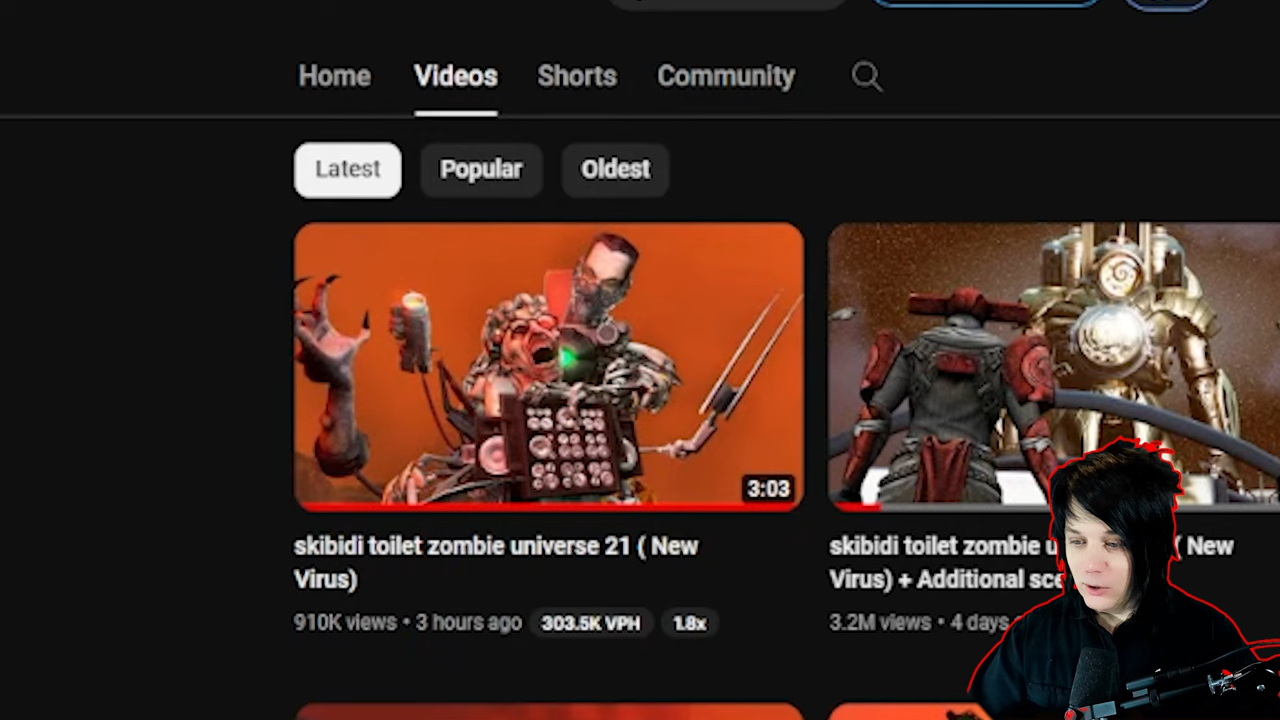 Home Videos Shorts Community
Latest Popular Oldest
3:03
skibidi toilet zombie universe 21 ( New
Virus)
910K views • 3 hours ago 303.5K VPH 1.8x
skibidi toilet zombie ( New
Virus) + Additional
3.2M views • 4 days